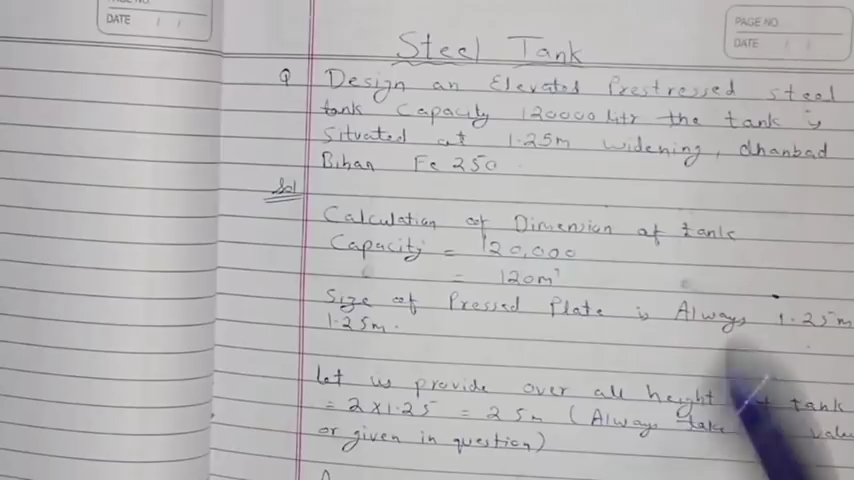 PAGE NO.
DATE / /
PAGE NO
DATE / /
Steel Tank
Q Design an Elevated Prestressed steel
tank Capacity 120000 litr the tank is
Situated at 1.25m widening, dhanbad
Bihar Fe 250
Sol
Calculation of Dimension of tank
Capacity = 120,000
= 120m³
Size of Pressed Plate is Always 1.25m
1.25m.
let us provide over all height tank
= 2 x 1.25 = 2 5m (Always take value
or given in question)